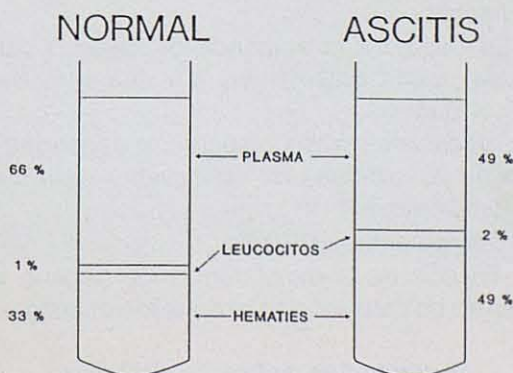 NORMAL ASCITIS
66 % PLASMA 49 %
LEUCOCITOS 2 %
1 %
33 % HEMATIES 49 %